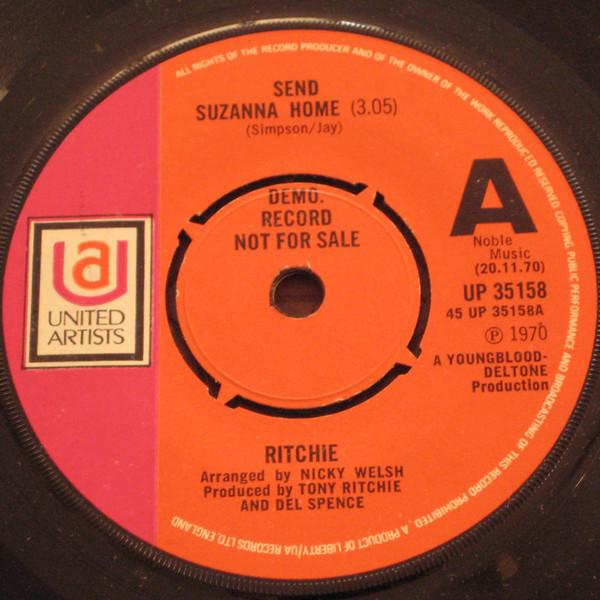 ALL RIGHTS OF THE RECORD PRODUCER AND OF THE OWNER OF THE WORK REPRODUCED RESERVED COPYING PUBLIC PERFORMANCE AND BROADCASTING OF THIS RECORD PROHIBITED. A PRODUCT OF LIBERTY/UA RECORDS LTD. ENGLAND
SEND
SUZANNA HOME (3.05)
(Simpson/Jay)
DEMO.
RECORD
NOT FOR SALE
A
Noble
Music
(20.11.70)
UP 35158
45 UP 35158A
℗ 1970
A YOUNGBLOOD-
DELTONE
Production
ua
UNITED
ARTISTS
RITCHiE
Arranged by NICKY WELSH
Produced by TONY RITCHIE
AND DEL SPENCE